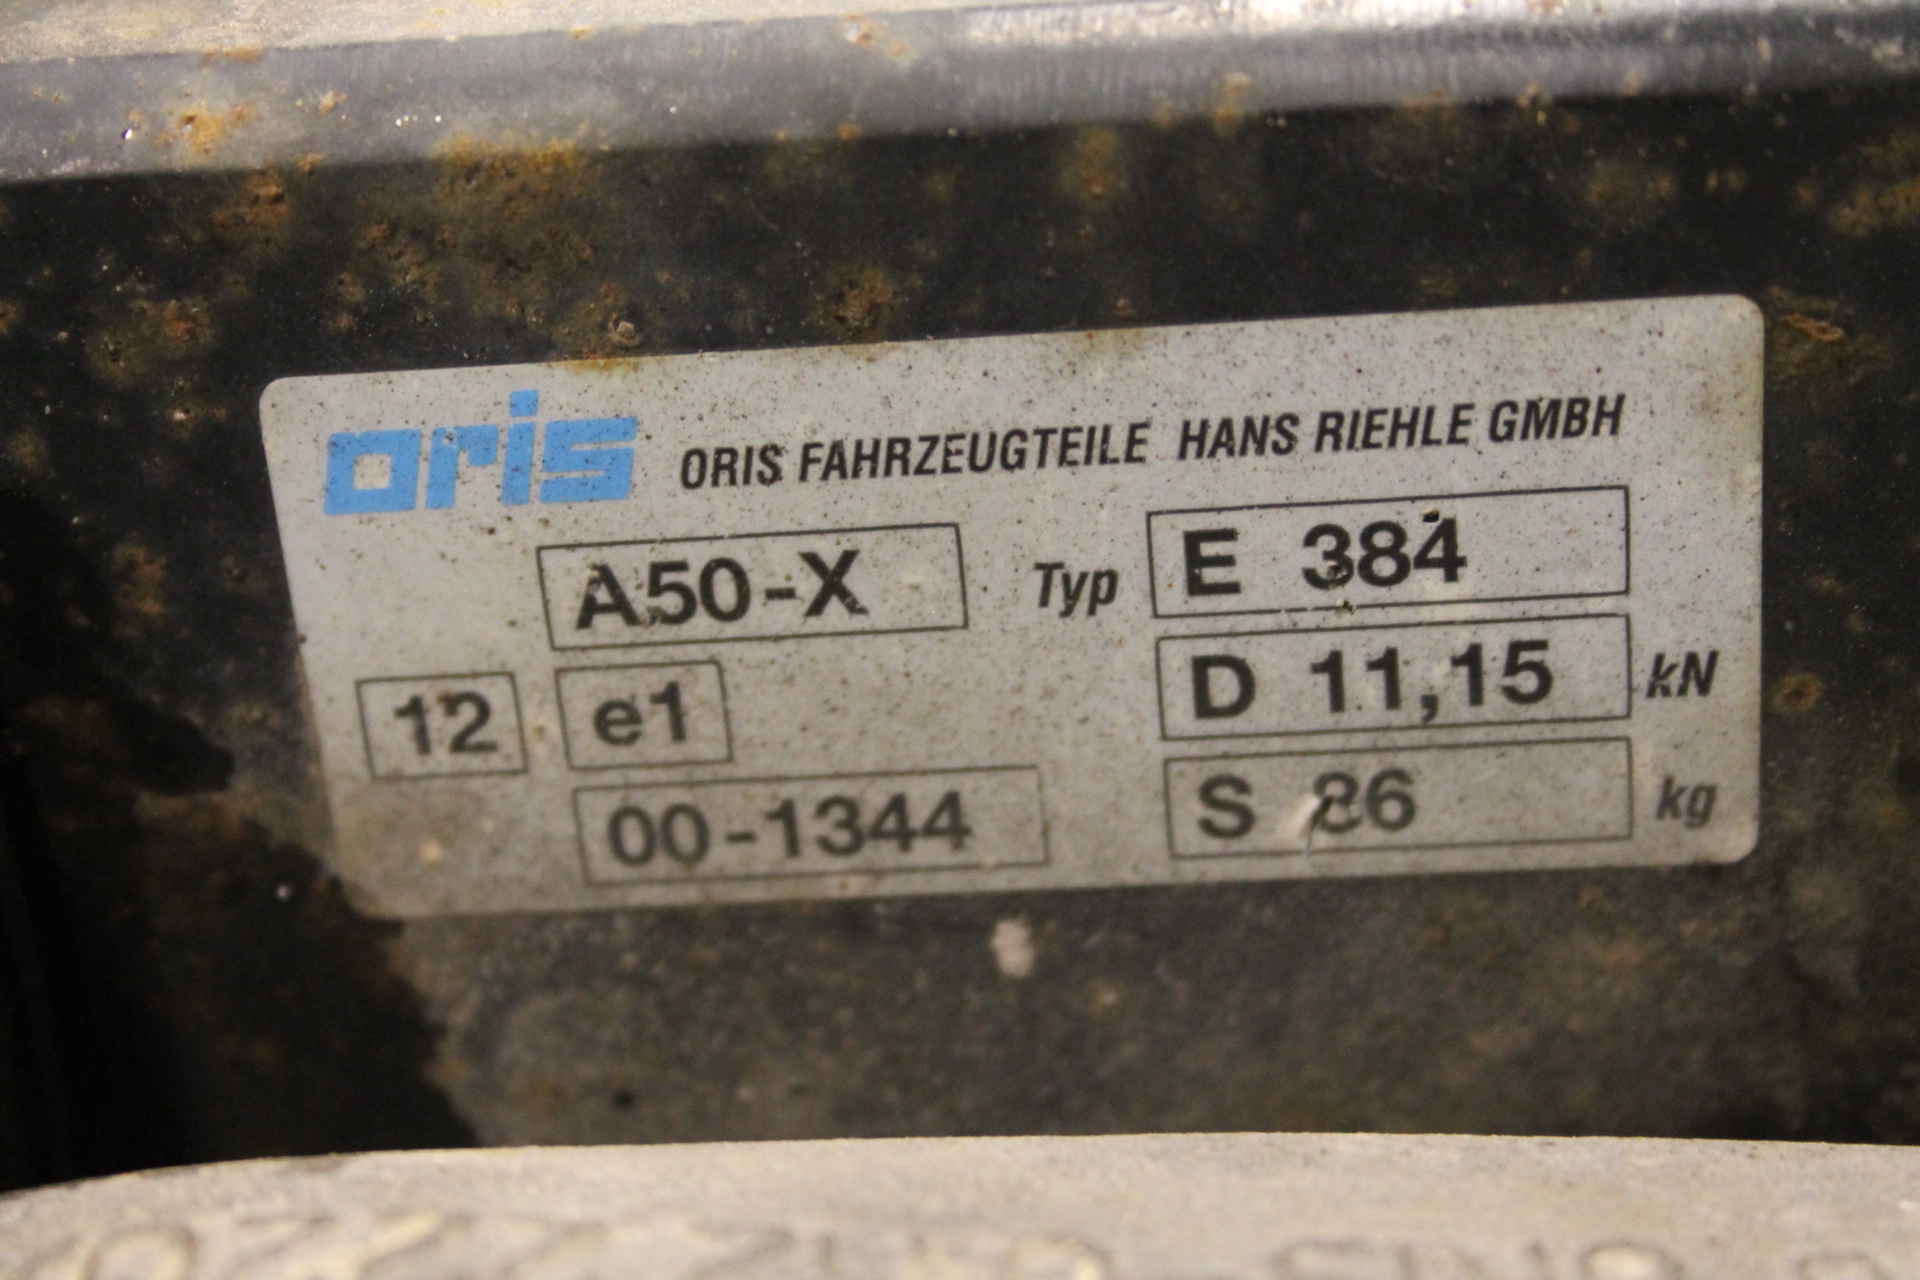 oris ORIS FAHRZEUGTEILE HANS RIEHLE GMBH
A50-X Typ E 384
12 e1 D 11,15 kN
00-1344 S 86 kg